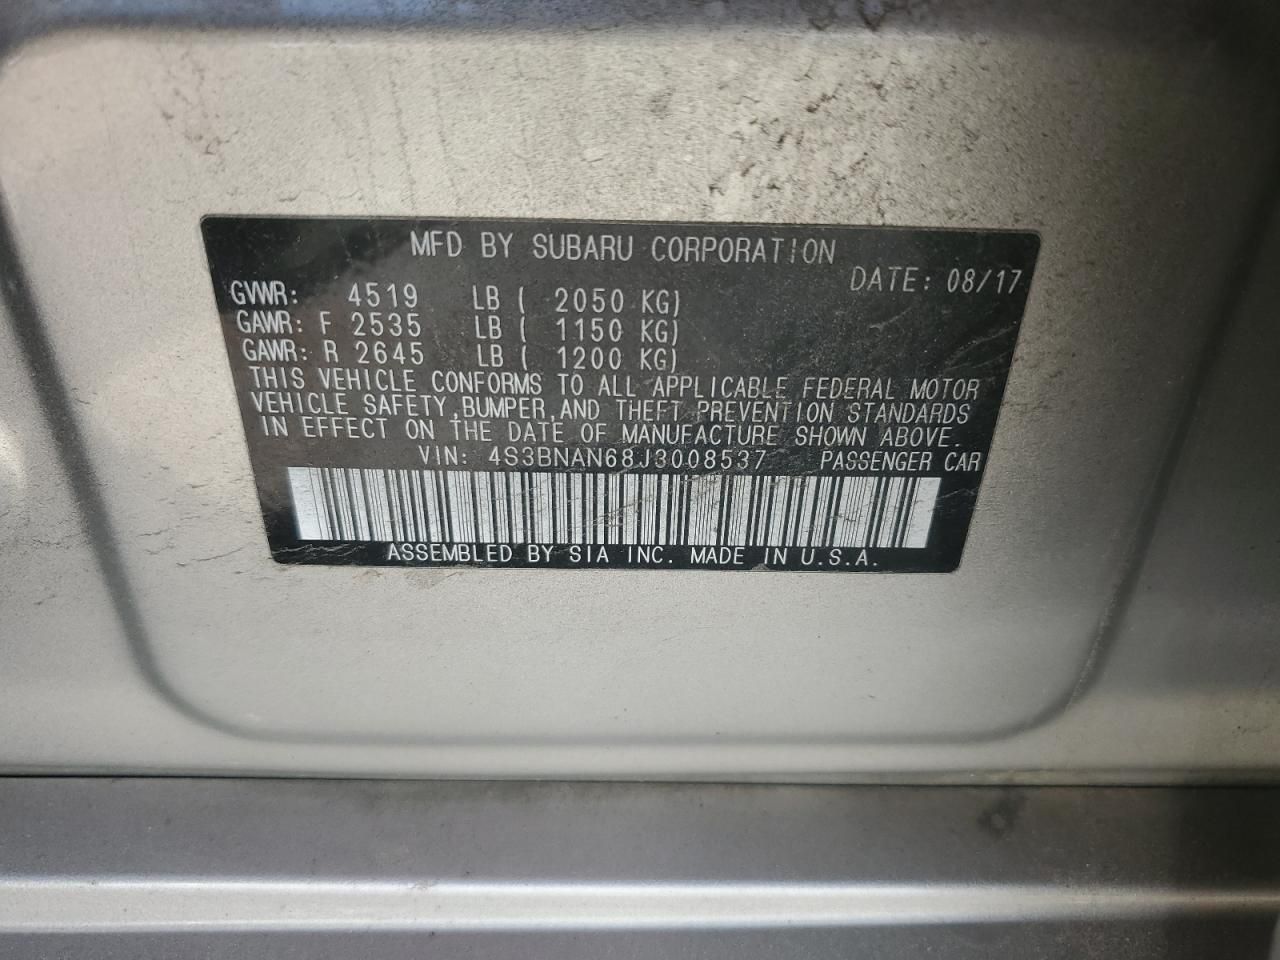 MFD BY SUBARU CORPORATION
DATE: 08/17
GVWR: 4519 LB ( 2050 KG)
GAWR: F 2535 LB ( 1150 KG)
GAWR: R 2645 LB ( 1200 KG)
THIS VEHICLE CONFORMS TO ALL APPLICABLE FEDERAL MOTOR
VEHICLE SAFETY,BUMPER,AND THEFT PREVENTION STANDARDS
IN EFFECT ON THE DATE OF MANUFACTURE SHOWN ABOVE.
VIN: 4S3BNAN68J3008537 PASSENGER CAR
ASSEMBLED BY SIA INC. MADE IN U.S.A.